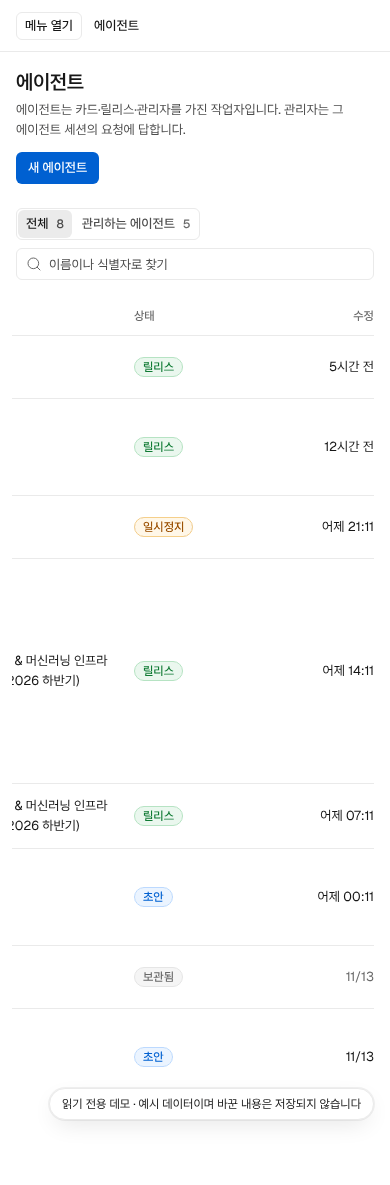 메뉴 열기 에이전트
에이전트
에이전트는 카드·릴리스·관리자를 가진 작업자입니다. 관리자는 그
에이전트 세션의 요청에 답합니다.
새 에이전트
전체 8 관리하는 에이전트 5
이름이나 식별자로 찾기
상태 수정
릴리스 5시간 전
릴리스 12시간 전
일시정지 어제 21:11
& 머신러닝 인프라
2026 하반기)
릴리스 어제 14:11
& 머신러닝 인프라
2026 하반기)
릴리스 어제 07:11
초안 어제 00:11
보관됨 11/13
초안 11/13
읽기 전용 데모 · 예시 데이터이며 바꾼 내용은 저장되지 않습니다